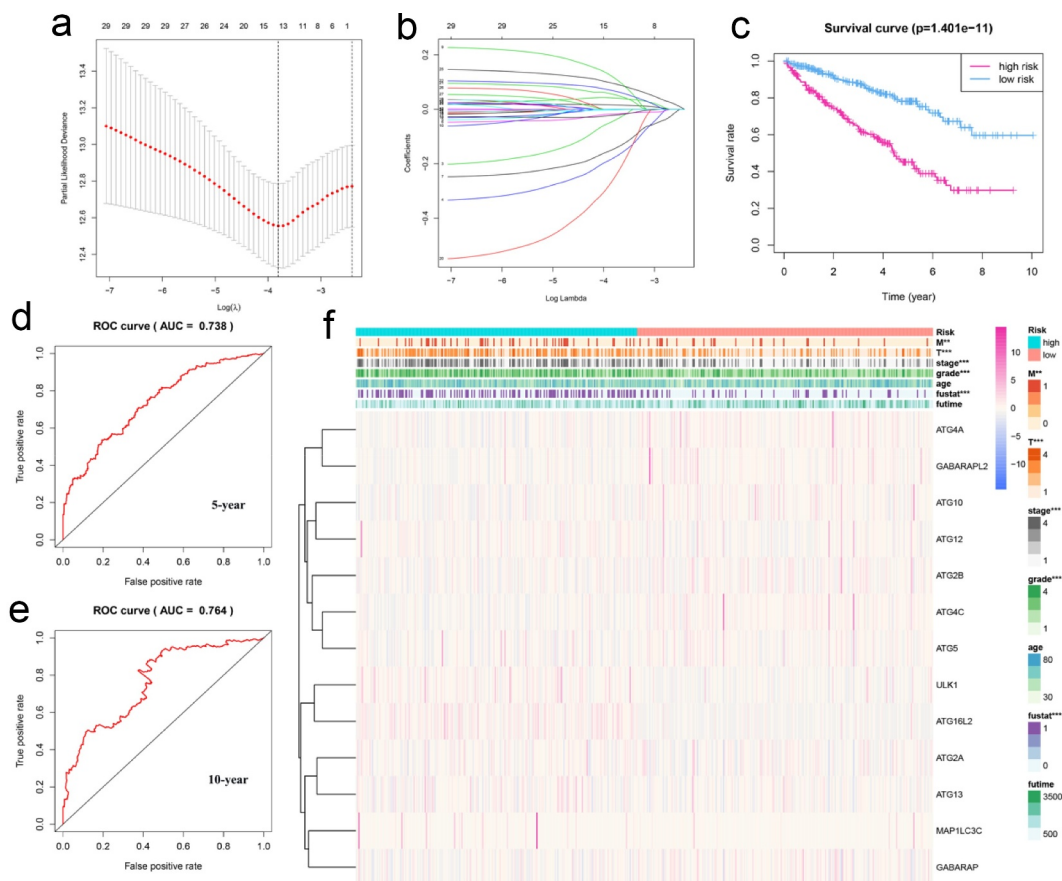 a
29 29 29 27 26 24 24 20 15 13 11 8 6 1
Partial Likelihood Deviance
13.4
13.2
13.0
12.8
12.6
12.4
−7 −6 −5 −4 −3
Log(λ)
b
29 29 25 15 8
Coefficients
0.2
0.0
−0.2
−0.4
−7 −6 −5 −4 −3
Log Lambda
c
Survival curve (p=1.401e−11)
high risk
low risk
Survival rate
1.0
0.8
0.6
0.4
0.2
0.0
0 2 4 6 8 10
Time (year)
d
ROC curve ( AUC = 0.738 )
True positive rate
1.0
0.8
0.6
0.4
0.2
0.0
5-year
0.0 0.2 0.4 0.6 0.8 1.0
False positive rate
e
ROC curve ( AUC = 0.764 )
True positive rate
1.0
0.8
0.6
0.4
0.2
0.0
10-year
0.0 0.2 0.4 0.6 0.8 1.0
False positive rate
f
Risk
M**
T***
stage***
grade***
age
fustat***
futime
ATG4A
GABARAPL2
ATG10
ATG12
ATG2B
ATG4C
ATG5
ULK1
ATG16L2
ATG2A
ATG13
MAP1LC3C
GABARAP
10
5
0
−5
−10
Risk
high
low
M**
1
0
T***
4
1
stage***
4
1
grade***
4
1
age
80
30
fustat***
1
0
futime
3500
500